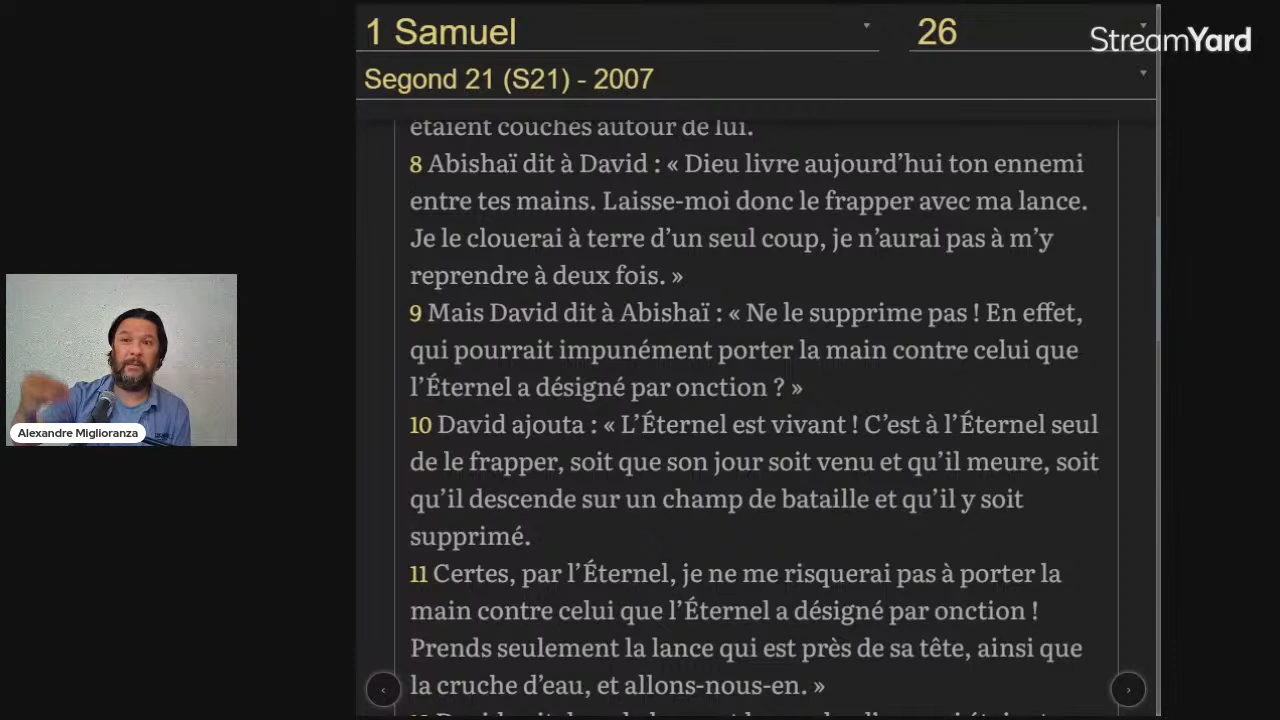 1 Samuel
26
StreamYard
Segond 21 (S21) - 2007
étaient couchés autour de lui.
8 Abishaï dit à David : « Dieu livre aujourd’hui ton ennemi
entre tes mains. Laisse-moi donc le frapper avec ma lance.
Je le clouerai à terre d’un seul coup, je n’aurai pas à m’y
reprendre à deux fois. »
9 Mais David dit à Abishaï : « Ne le supprime pas ! En effet,
qui pourrait impunément porter la main contre celui que
l’Éternel a désigné par onction ? »
10 David ajouta : « L’Éternel est vivant ! C’est à l’Éternel seul
de le frapper, soit que son jour soit venu et qu’il meure, soit
qu’il descende sur un champ de bataille et qu’il y soit
supprimé.
11 Certes, par l’Éternel, je ne me risquerai pas à porter la
main contre celui que l’Éternel a désigné par onction !
Prends seulement la lance qui est près de sa tête, ainsi que
la cruche d’eau, et allons-nous-en. »
Alexandre Miglioranza